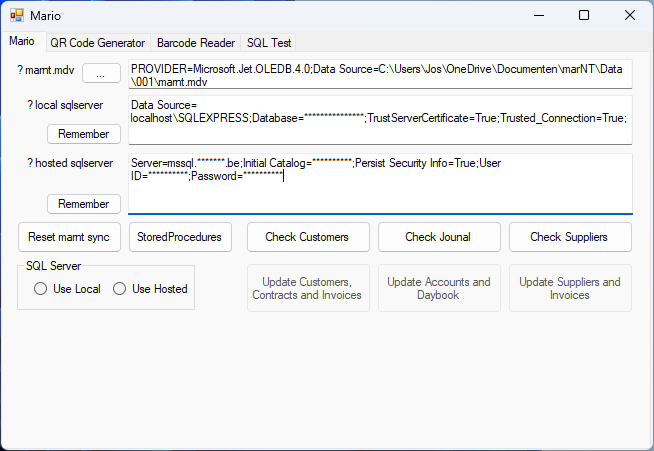 Mario
Mario QR Code Generator Barcode Reader SQL Test
? marnt.mdv ... PROVIDER=Microsoft.Jet.OLEDB.4.0;Data Source=C:\Users\Jos\OneDrive\Documenten\marNT\Data
\001\marnt.mdv
? local sqlserver Data Source=
localhost\SQLEXPRESS;Database=***************;TrustServerCertificate=True;Trusted_Connection=True;
Remember
? hosted sqlserver Server=mssql.*******.be;Initial Catalog=**********;Persist Security Info=True;User
ID=**********;Password=**********
Remember
Reset marnt sync StoredProcedures Check Customers Check Jounal Check Suppliers
SQL Server
Use Local Use Hosted
Update Customers, Update Accounts and Update Suppliers and
Contracts and Invoices Daybook Invoices